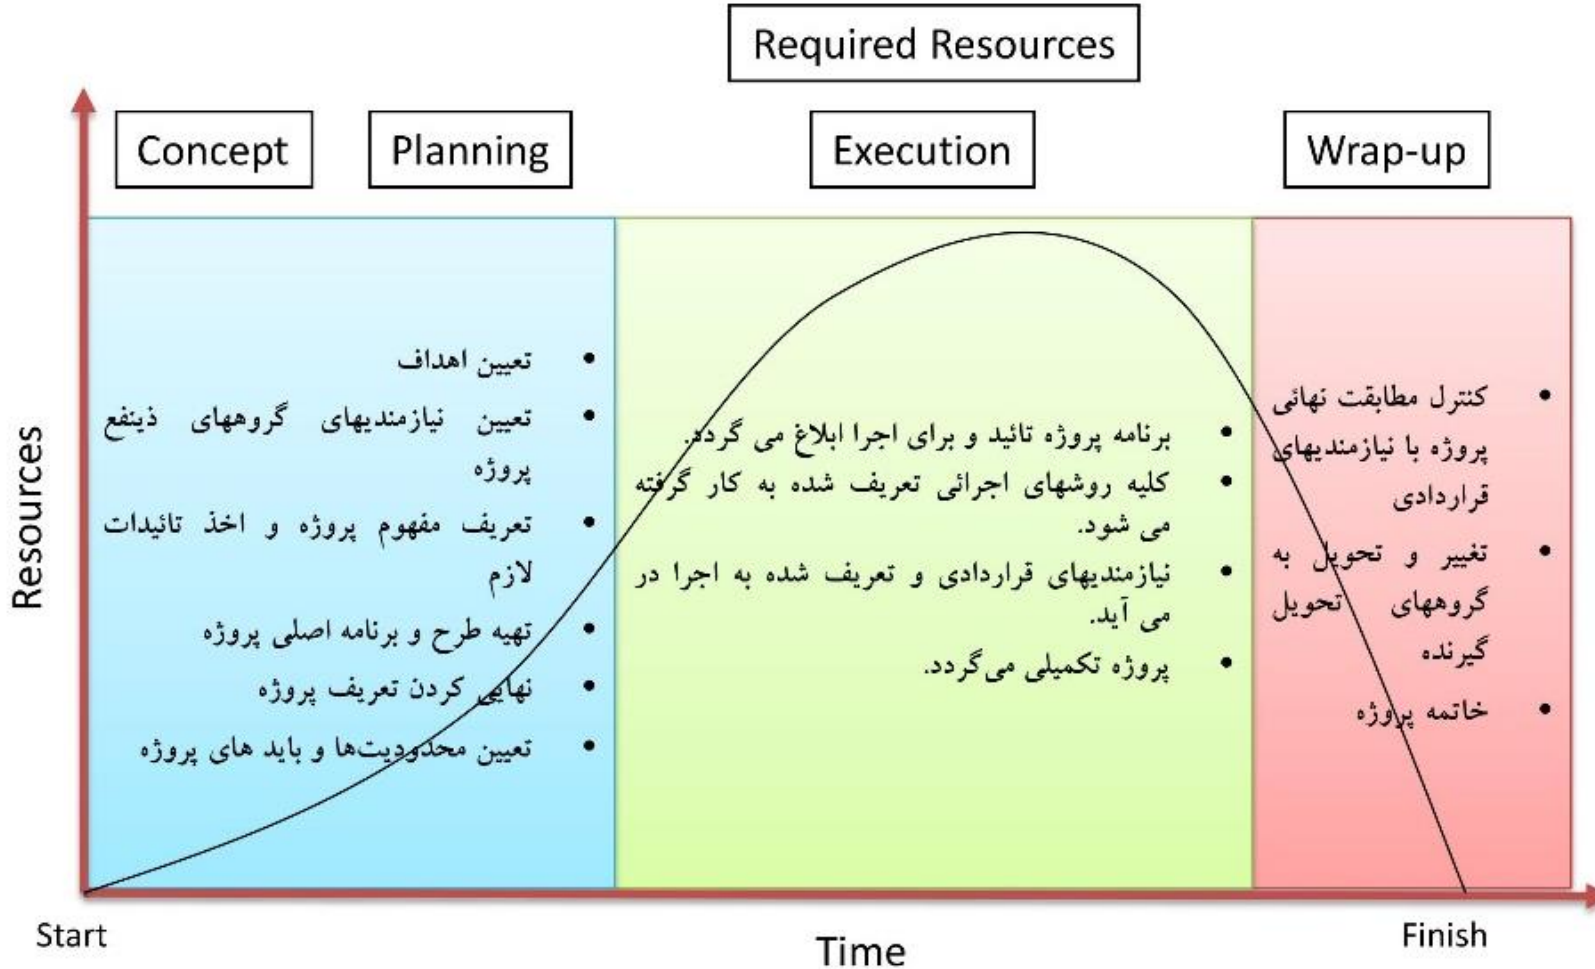 Required Resources
Concept
Planning
Execution
Wrap-up
Resources
• تعیین اهداف
• تعیین نیازمندیهای گروههای ذینفع
پروژه
• تعریف مفهوم پروژه و اخذ تائیدات
لازم
• تهیه طرح و برنامه اصلی پروژه
• نهایی کردن تعریف پروژه
• تعیین محدودیت‌ها و باید های پروژه
• برنامه پروژه تائید و برای اجرا ابلاغ می گردد.
• کلیه روشهای اجرائی تعریف شده به کار گرفته
می شود.
• نیازمندیهای قراردادی و تعریف شده به اجرا در
می آید.
• پروژه تکمیلی می‌گردد.
• کنترل مطابقت نهائی
پروژه با نیازمندیهای
قراردادی
• تغییر و تحویل به
گروههای تحویل
گیرنده
• خاتمه پروژه
Start
Time
Finish